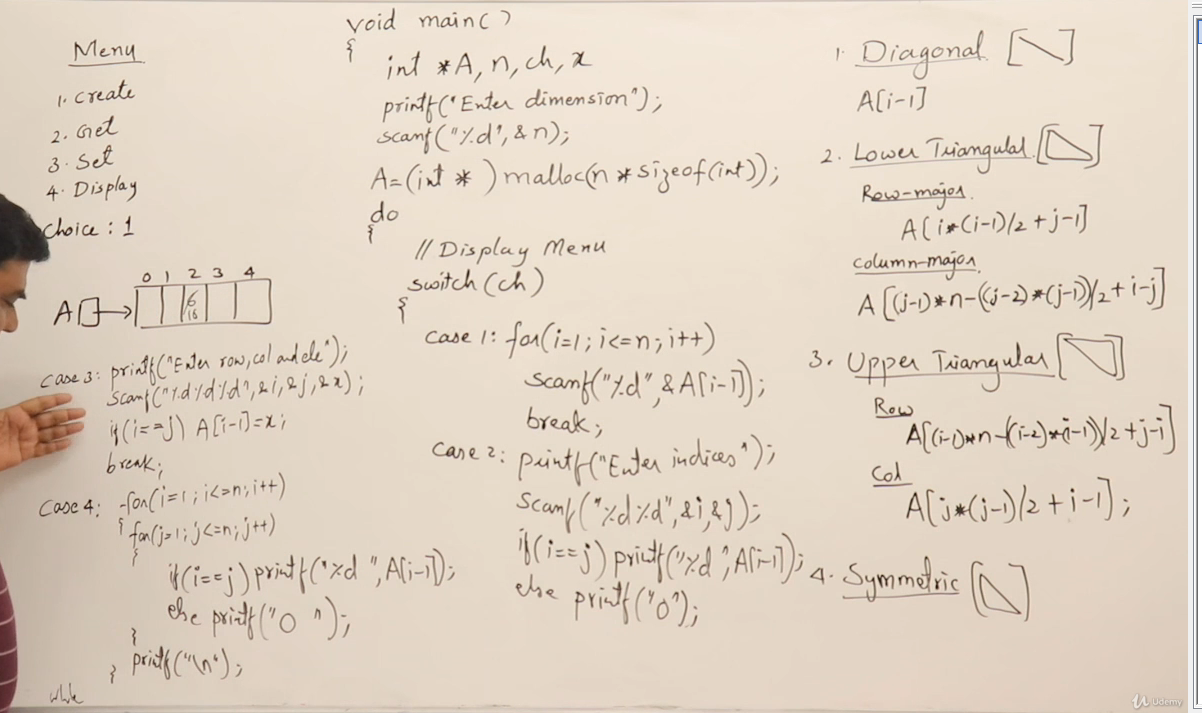 Menu
1. Create
2. Get
3. Set
4. Display
Choice : 1
0 1 2 3 4
A
6
18
Case 3: printf("Enter row,col and ele");
scanf("%d%d%d",&i,&j,&x);
if(i==j) A[i-1]=x;
break;
Case 4: for(i=1;i<=n;i++)
{ for(j=1;j<=n;j++)
{
if(i==j) printf("%d ",A[i-1]);
else printf("0 ");
}
} printf("\n");
while
void main()
{
int *A, n, ch, x
printf("Enter dimension");
scanf("%d",&n);
A=(int * ) malloc(n*sizeof(int));
do
{
// Display Menu
switch(ch)
{
Case 1: for(i=1;i<=n;i++)
scanf("%d",&A[i-1]);
break;
Case 2: printf("Enter indices");
scanf("%d%d",&i,&j);
if(i==j) printf("%d",A[i-1]);
else printf("0");
1. Diagonal
A[i-1]
2. Lower Triangular
Row-major
A[i*(i-1)/2+j-1]
Column-major
A[(j-1)*n-((j-2)*(j-1))/2+i-j]
3. Upper Triangular
Row
A[(i-1)*n-((i-2)*(i-1))/2+j-i]
Col
A[j*(j-1)/2+i-1];
4. Symmetric
Udemy